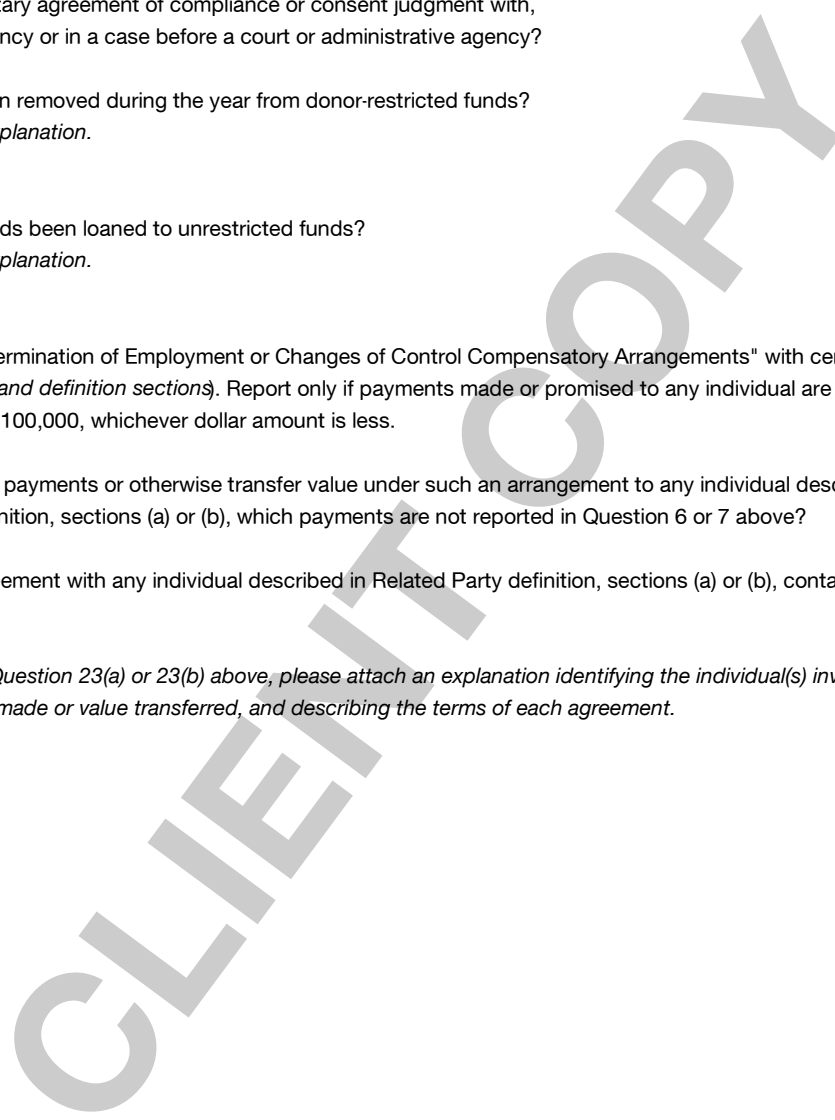 tary agreement of compliance or consent judgment with,
ncy or in a case before a court or administrative agency?
n removed during the year from donor-restricted funds?
planation.
ds been loaned to unrestricted funds?
planation.
ermination of Employment or Changes of Control Compensatory Arrangements" with cer
and definition sections). Report only if payments made or promised to any individual are
100,000, whichever dollar amount is less.
payments or otherwise transfer value under such an arrangement to any individual desc
nition, sections (a) or (b), which payments are not reported in Question 6 or 7 above?
ement with any individual described in Related Party definition, sections (a) or (b), conta
Question 23(a) or 23(b) above, please attach an explanation identifying the individual(s) inv
made or value transferred, and describing the terms of each agreement.
CLIENT COPY